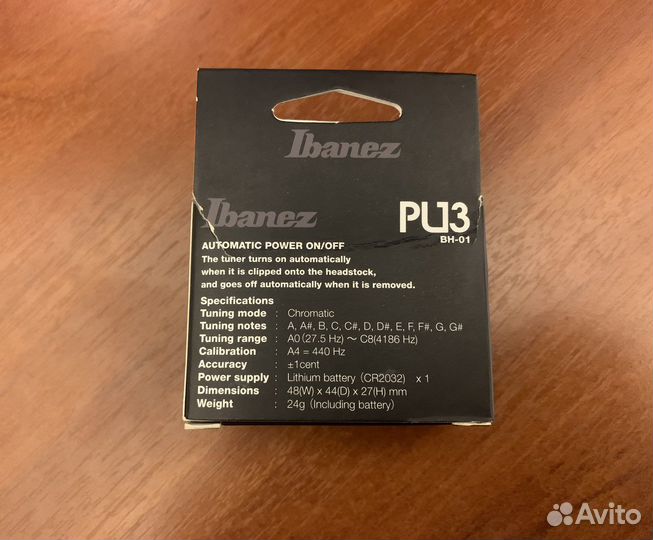 Ibanez
Ibanez PU3
BH-01
AUTOMATIC POWER ON/OFF
The tuner turns on automatically
when it is clipped onto the headstock,
and goes off automatically when it is removed.
Specifications
Tuning mode : Chromatic
Tuning notes : A, A#, B, C, C#, D, D#, E, F, F#, G, G#
Tuning range : A0 (27.5 Hz) ～ C8(4186 Hz)
Calibration : A4 = 440 Hz
Accuracy : ±1cent
Power supply : Lithium battery (CR2032) x 1
Dimensions : 48(W) x 44(D) x 27(H) mm
Weight : 24g (Including battery)
Avito